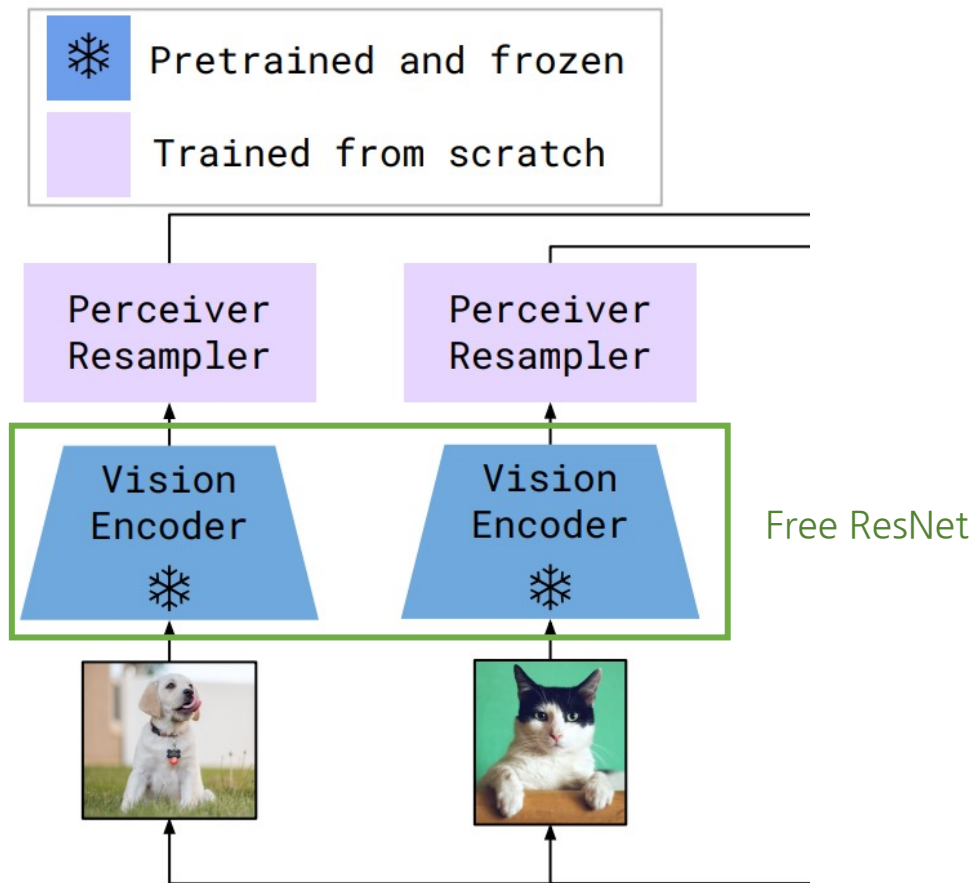 Pretrained and frozen
Trained from scratch
Perceiver
Resampler
Perceiver
Resampler
Vision
Encoder
Vision
Encoder
Free ResNet